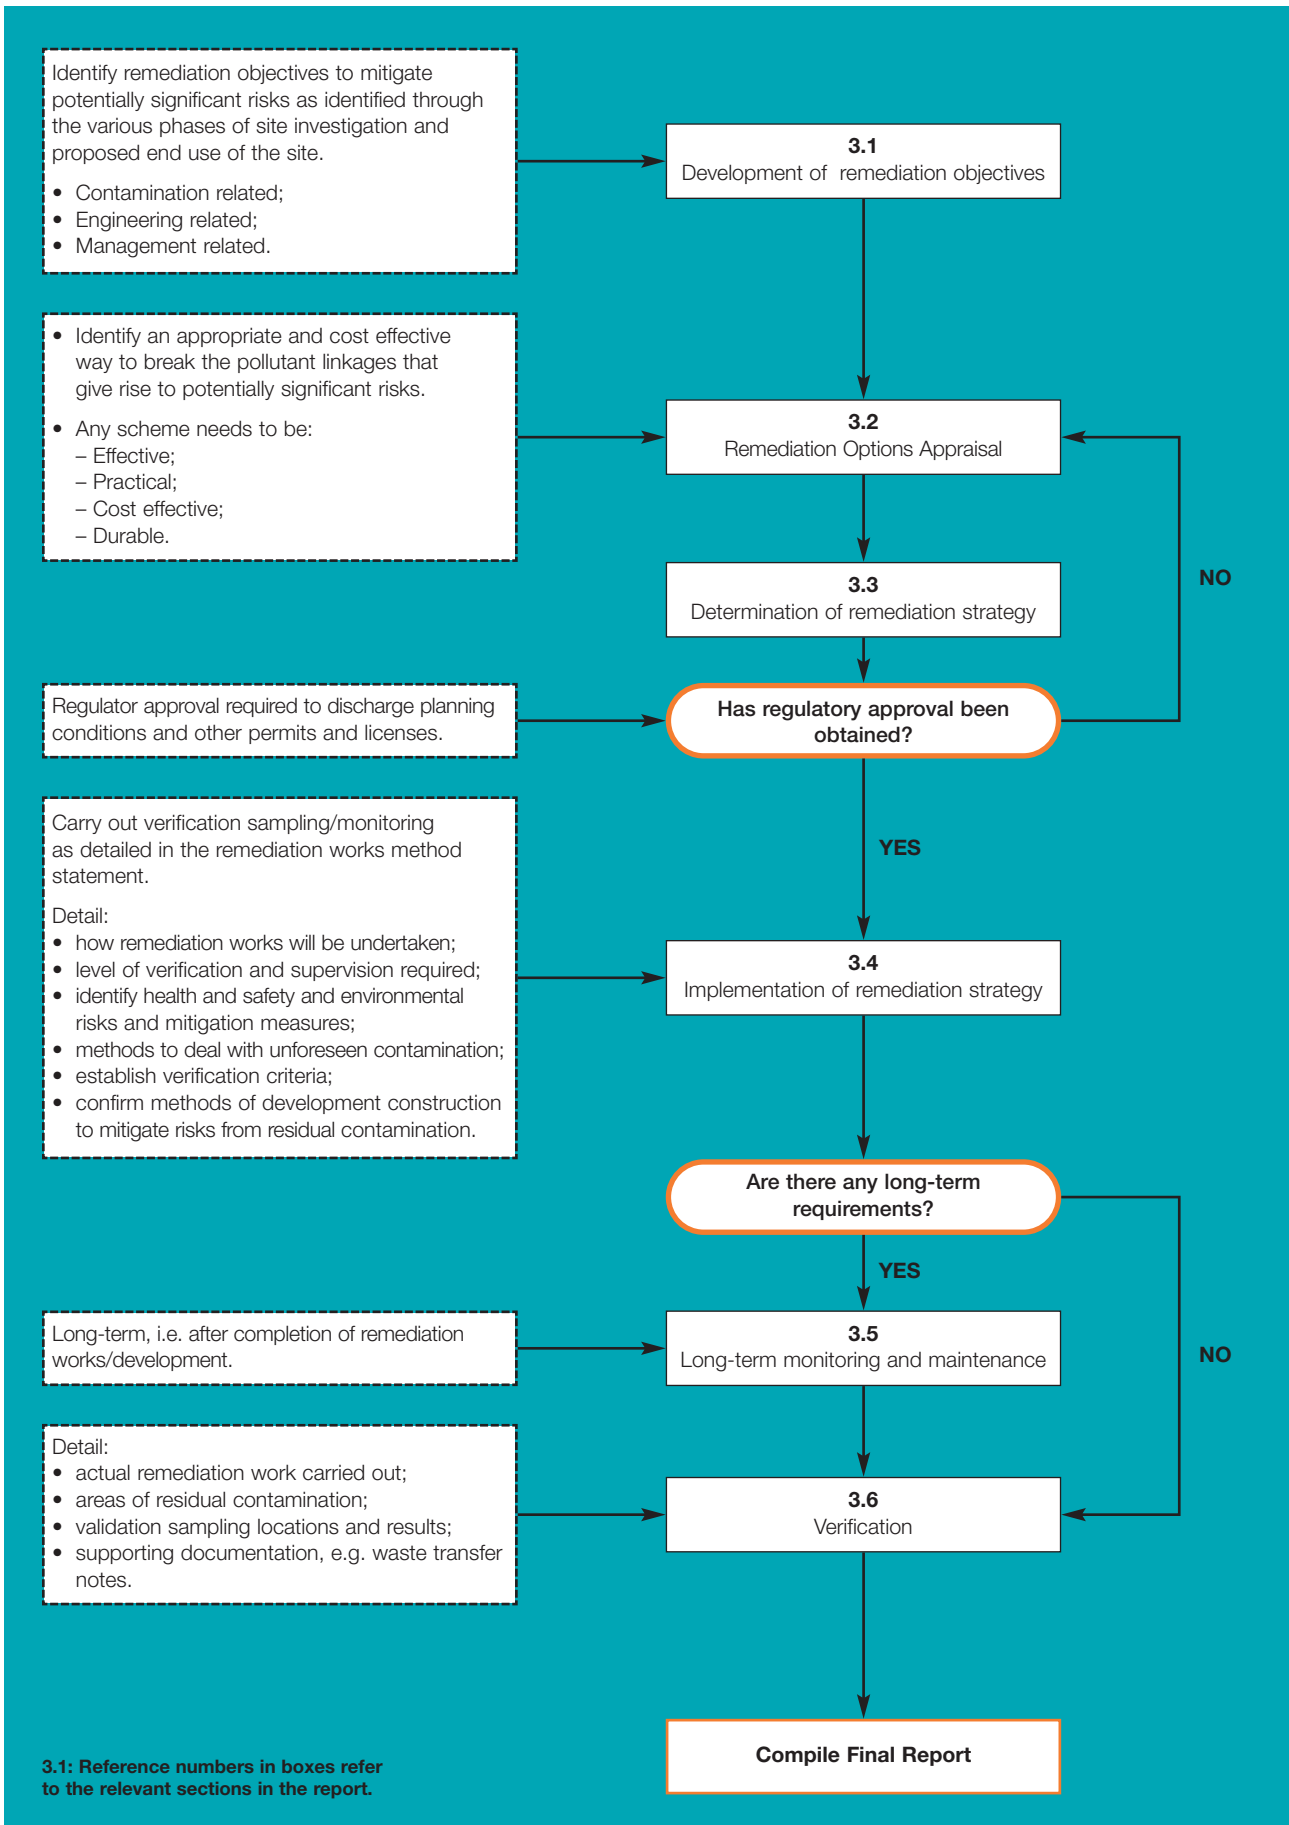 Identify remediation objectives to mitigate
potentially significant risks as identified through
the various phases of site investigation and
proposed end use of the site.
• Contamination related;
• Engineering related;
• Management related.
3.1
Development of remediation objectives
• Identify an appropriate and cost effective
way to break the pollutant linkages that
give rise to potentially significant risks.
• Any scheme needs to be:
– Effective;
– Practical;
– Cost effective;
– Durable.
3.2
Remediation Options Appraisal
3.3
Determination of remediation strategy
NO
Regulator approval required to discharge planning
conditions and other permits and licenses.
Has regulatory approval been
obtained?
YES
Carry out verification sampling/monitoring
as detailed in the remediation works method
statement.
Detail:
• how remediation works will be undertaken;
• level of verification and supervision required;
• identify health and safety and environmental
risks and mitigation measures;
• methods to deal with unforeseen contamination;
• establish verification criteria;
• confirm methods of development construction
to mitigate risks from residual contamination.
3.4
Implementation of remediation strategy
Are there any long-term
requirements?
YES
NO
Long-term, i.e. after completion of remediation
works/development.
3.5
Long-term monitoring and maintenance
Detail:
• actual remediation work carried out;
• areas of residual contamination;
• validation sampling locations and results;
• supporting documentation, e.g. waste transfer
notes.
3.6
Verification
Compile Final Report
3.1: Reference numbers in boxes refer
to the relevant sections in the report.